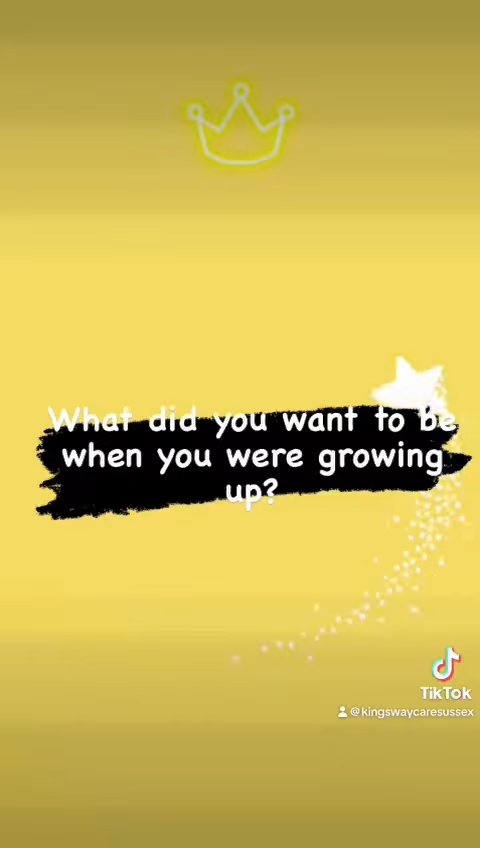 What did you want to be
when you were growing
up?
TikTok
@kingswaycaresussex